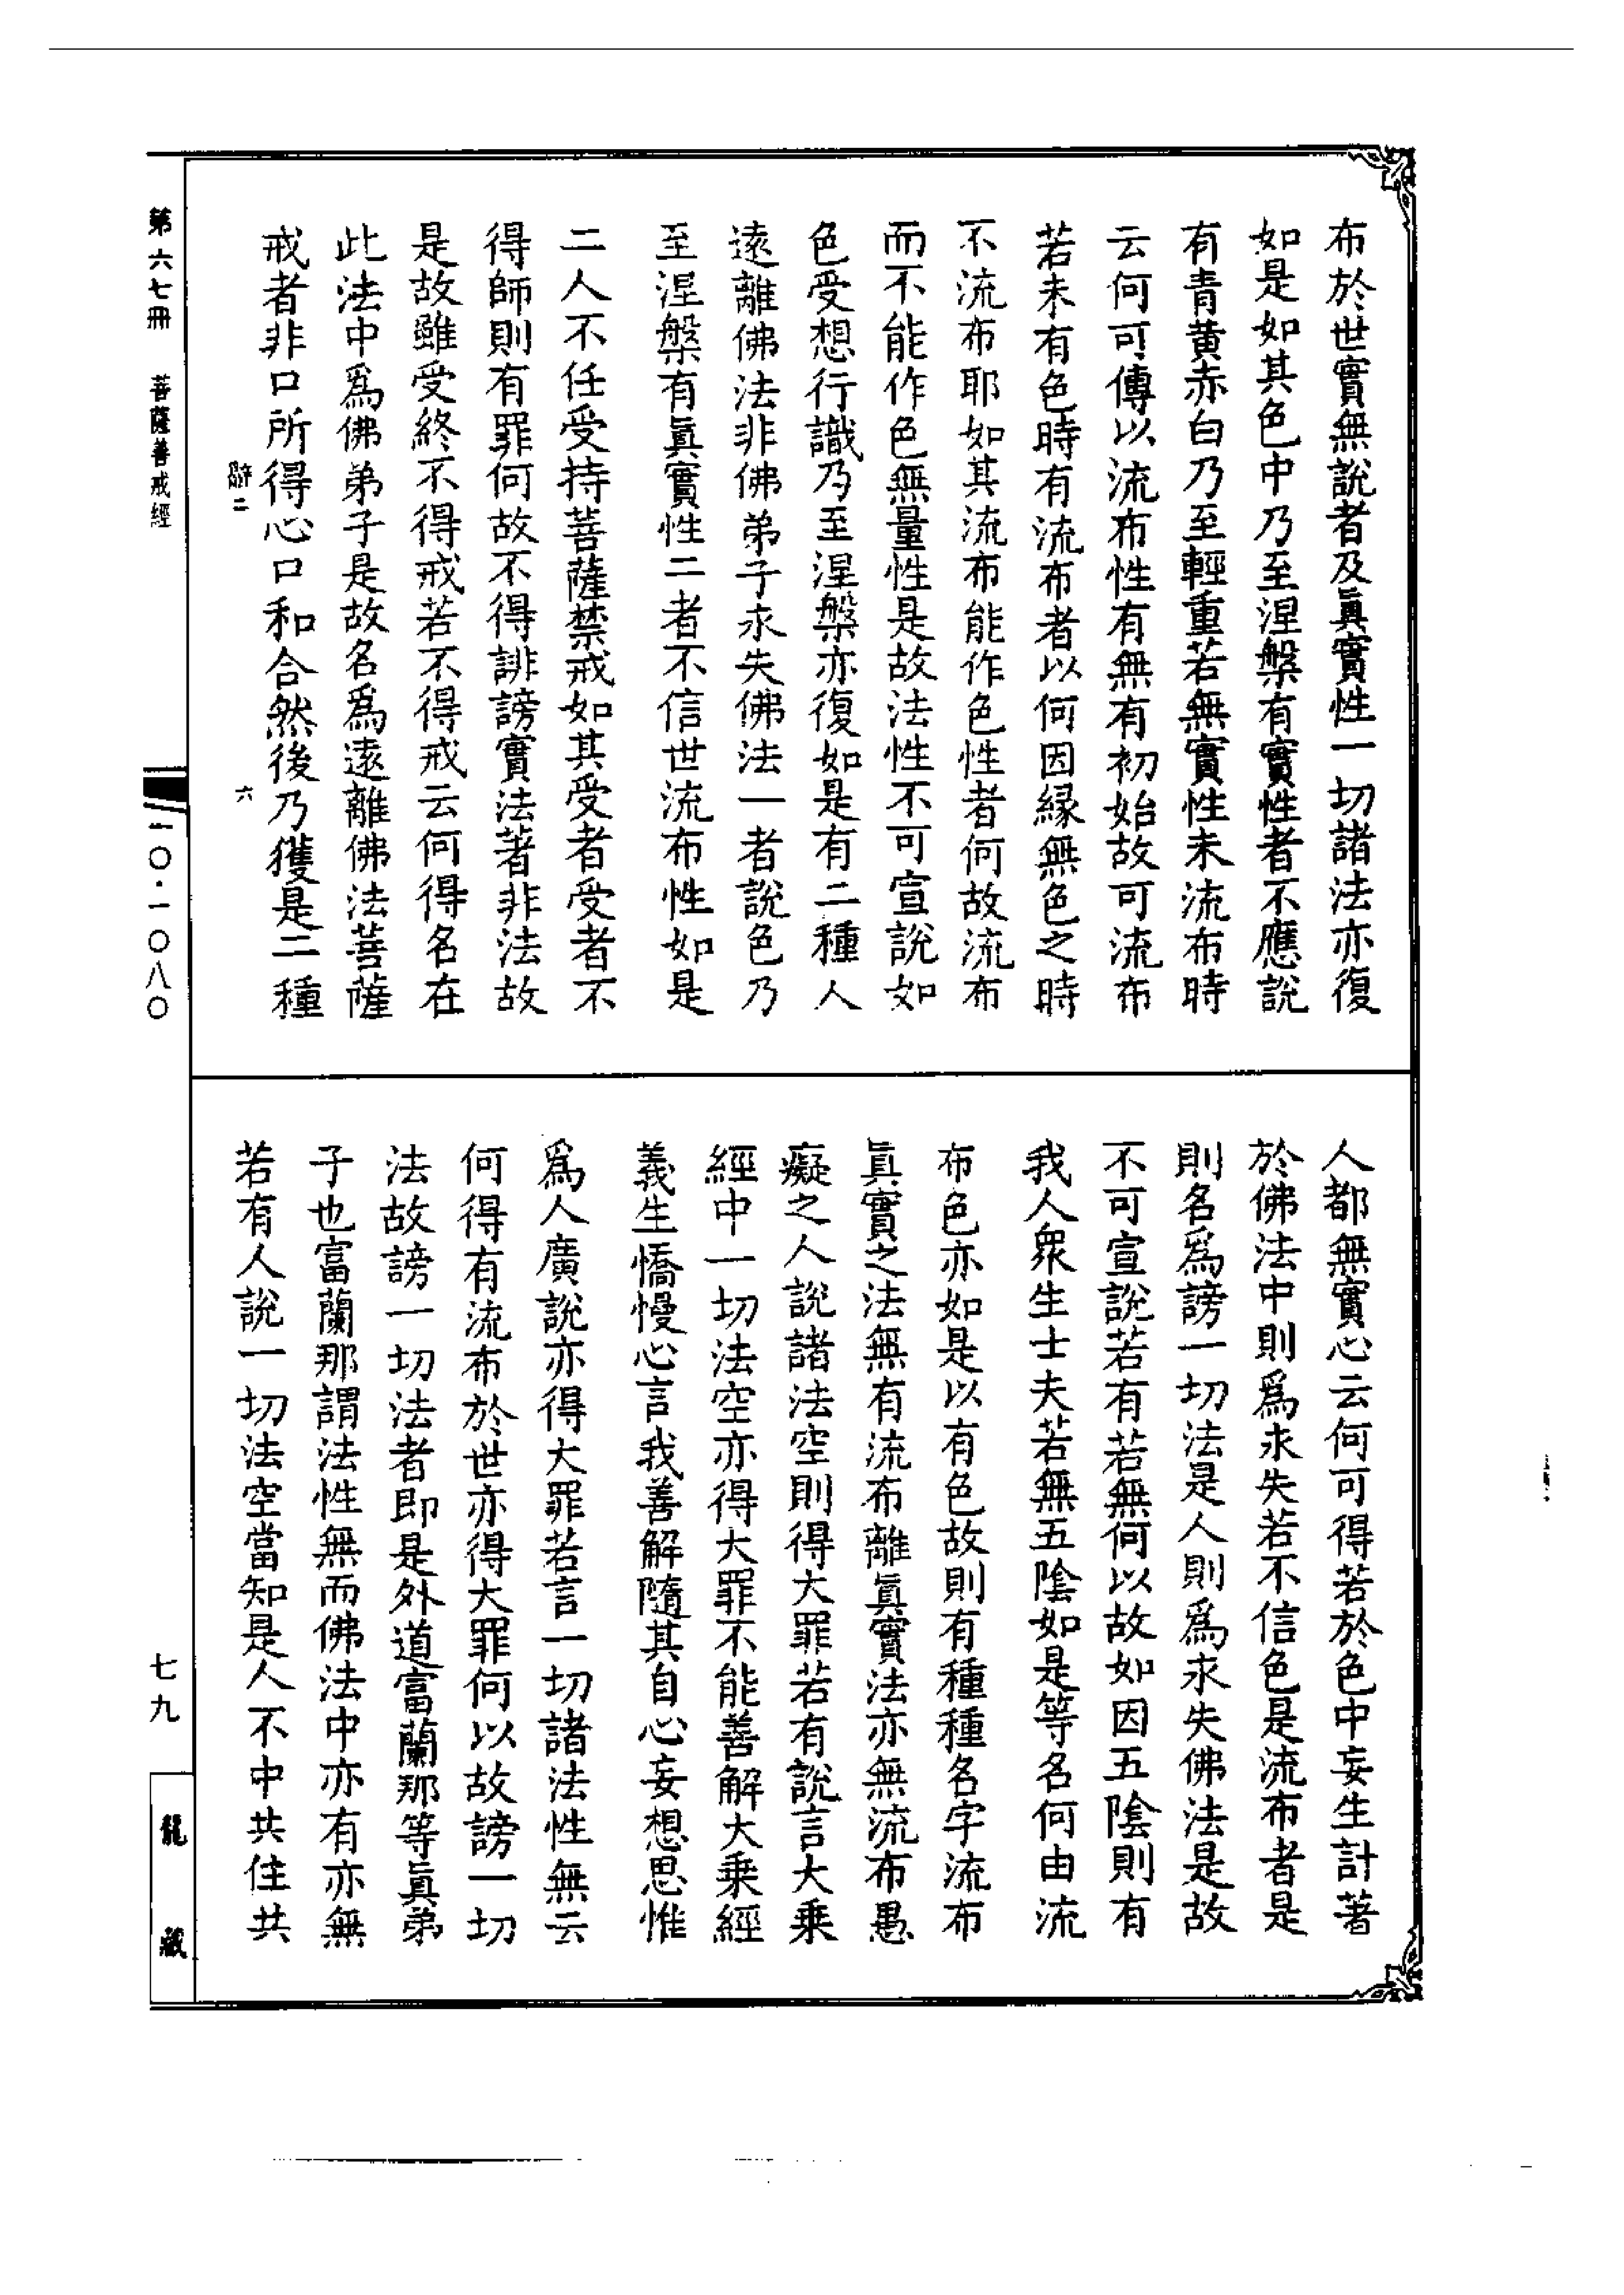 布於世實無說者及眞實性一切諸法亦復
如是如其色中乃至涅槃有實性者不應說
有青黃赤白乃至輕重若無實性未流布時
云何可傳以流布性有無有初始故可流布
若未有色時有流布者以何因緣無色之時
不流布耶如其流布能作色性者何故流布
而不能作色無量性是故法性不可宣說如
色受想行識乃至涅槃亦復如是有二種人
遠離佛法非佛弟子永失佛法一者說色乃
至涅槃有眞實性二者不信世流布性如是
二人不任受持菩薩禁戒如其受者受者不
得師則有罪何故不得誹謗實法著非法故
是故雖受終不得戒若不得戒云何得名在
此法中爲佛弟子是故名爲遠離佛法菩薩
戒者非口所得心口和合然後乃獲是二種
辭二
六
人都無實心云何可得若於色中妄生計著
於佛法中則爲永失若不信色是流布者是
則名爲謗一切法是人則爲永失佛法是故
不可宣說若有若無何以故如因五陰則有
我人衆生士夫若無五陰如是等名何由流
布色亦如是以有色故則有種種名字流布
眞實之法無有流布離眞實法亦無流布愚
癡之人說諸法空則得大罪若有說言大乘
經中一切法空亦得大罪不能善解大乘經
義生憍慢心言我善解隨其自心妄想思惟
爲人廣說亦得大罪若言一切諸法性無云
何得有流布於世亦得大罪何以故謗一切
法故謗一切法者即是外道富蘭那等眞弟
子也富蘭那謂法性無而佛法中亦有亦無
若有人說一切法空當知是人不中共住共
第六七冊
菩薩善戒經
一〇·一〇八〇
七九
龍藏